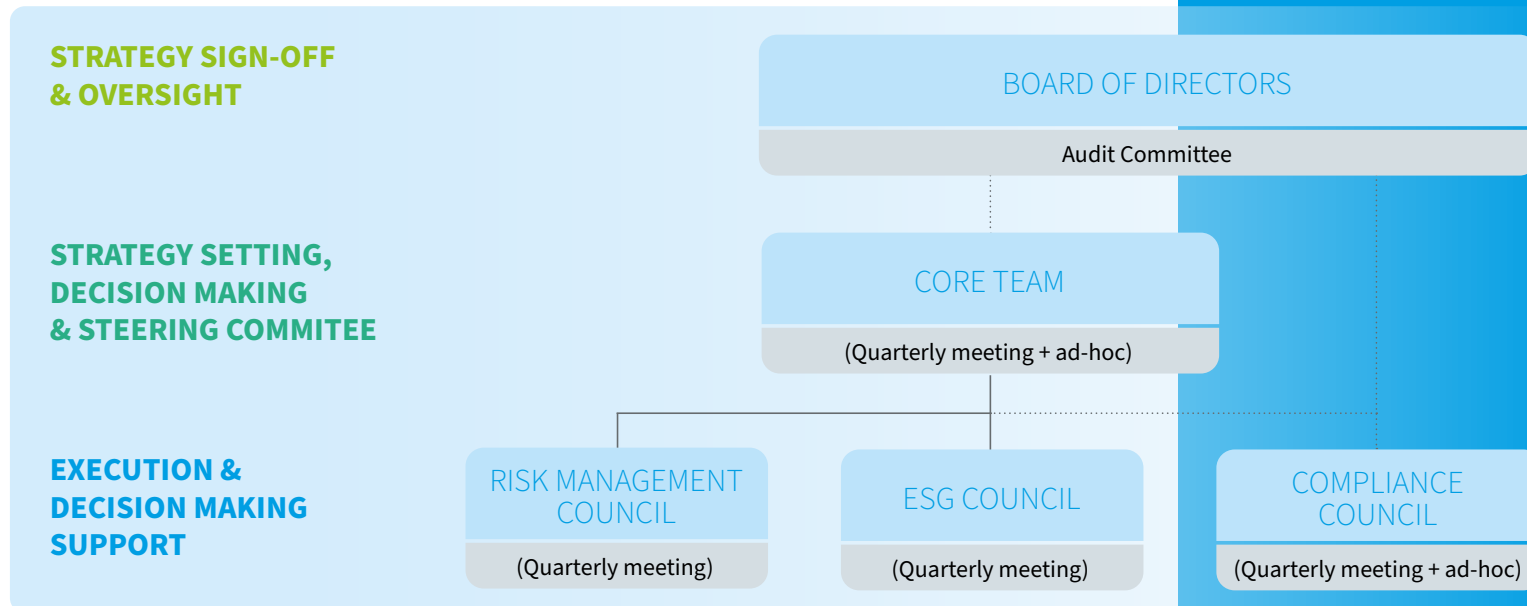 STRATEGY SIGN-OFF
& OVERSIGHT
BOARD OF DIRECTORS
Audit Committee
STRATEGY SETTING,
DECISION MAKING
& STEERING COMMITEE
CORE TEAM
(Quarterly meeting + ad-hoc)
EXECUTION &
DECISION MAKING
SUPPORT
RISK MANAGEMENT
COUNCIL
(Quarterly meeting)
ESG COUNCIL
(Quarterly meeting)
COMPLIANCE
COUNCIL
(Quarterly meeting + ad-hoc)